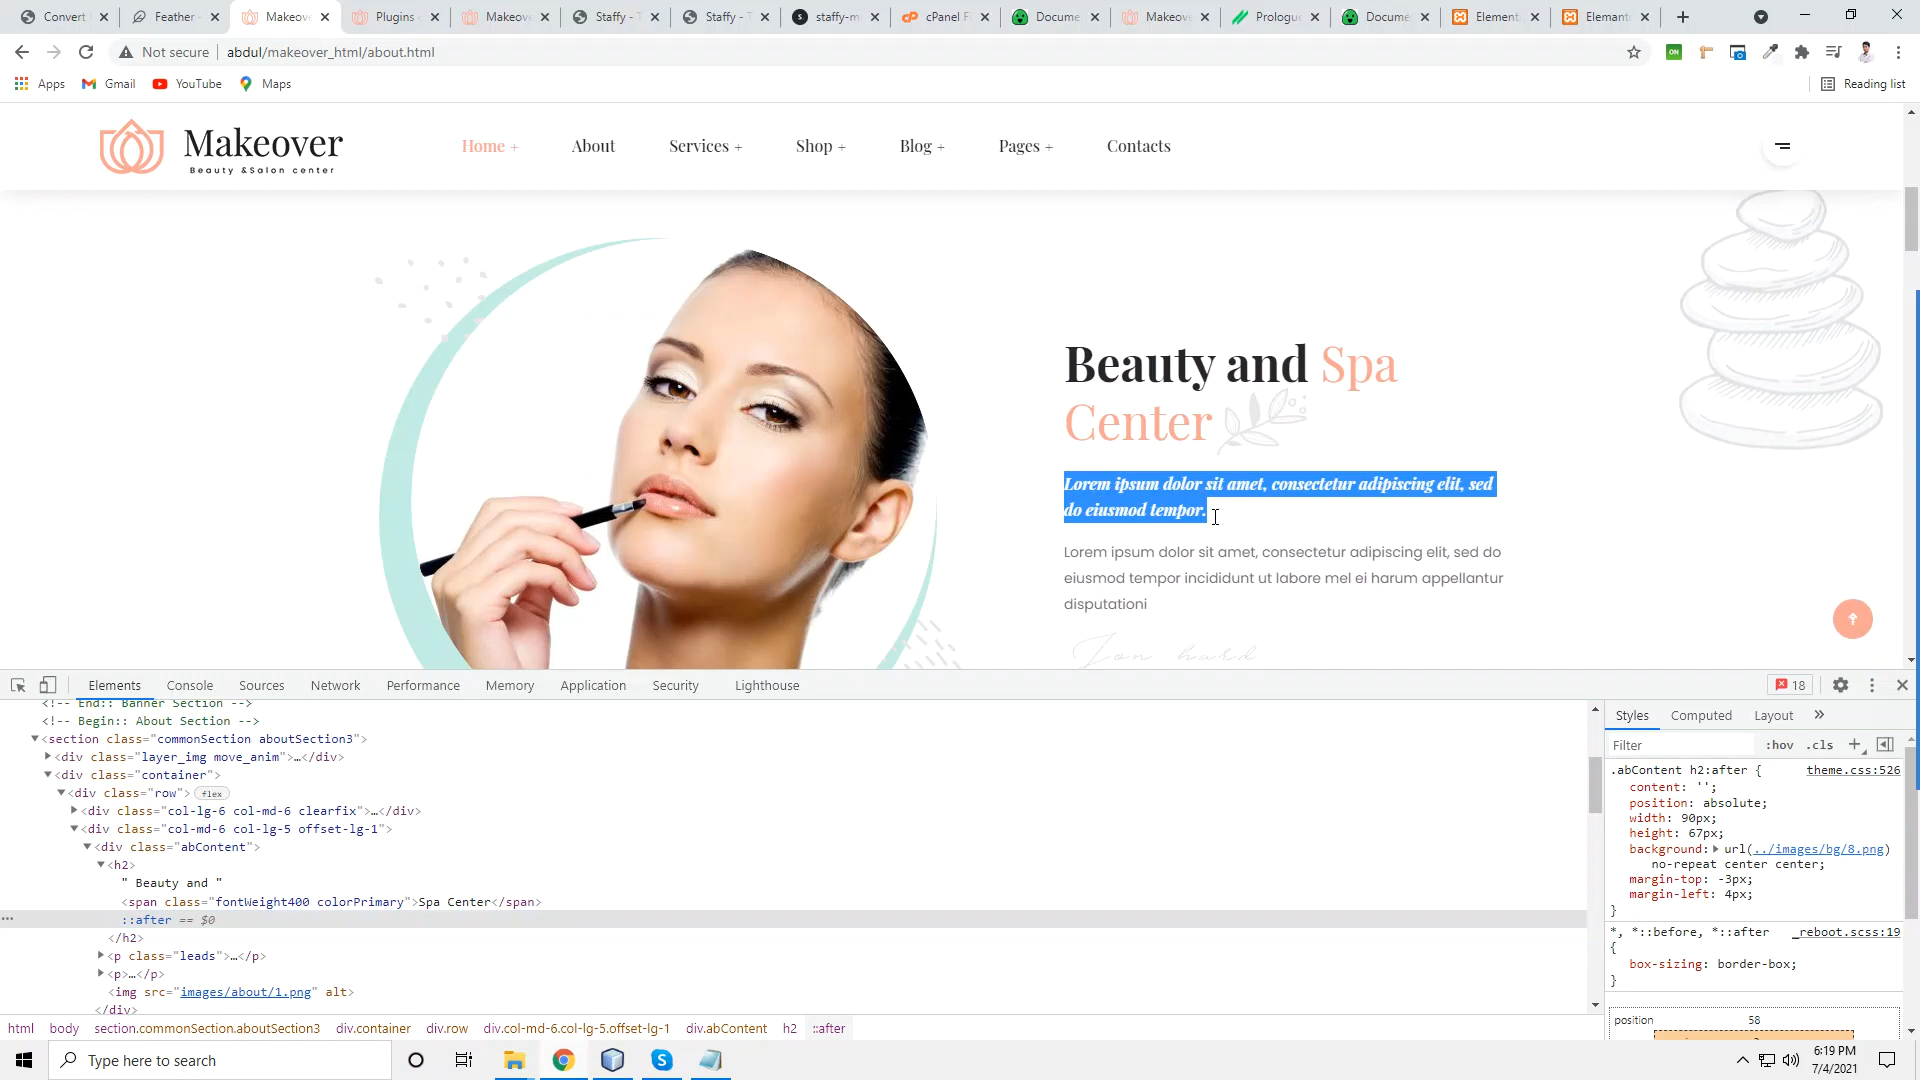 Convert
Feather
Makeove
Plugins
Makeove
Staffy - T
Staffy - T
staffy-m
cPanel F
Docume
Makeove
Prologue
Docume
Element
Elemant
Not secure
abdul/makeover_html/about.html
ON
Apps
Gmail
YouTube
Maps
Reading list
Makeover
Beauty &Salon center
Home +
About
Services +
Shop +
Blog +
Pages +
Contacts
Beauty and Spa
Center
Lorem ipsum dolor sit amet, consectetur adipiscing elit, sed
do eiusmod tempor.
Lorem ipsum dolor sit amet, consectetur adipiscing elit, sed do
eiusmod tempor incididunt ut labore mel ei harum appellantur
disputationi
Jon hard
Elements
Console
Sources
Network
Performance
Memory
Application
Security
Lighthouse
18
<!-- End:: Banner Section -->
<!-- Begin:: About Section -->
<section class="commonSection aboutSection3">
<div class="layer_img move_anim">…</div>
<div class="container">
<div class="row"> flex
<div class="col-lg-6 col-md-6 clearfix">…</div>
<div class="col-md-6 col-lg-5 offset-lg-1">
<div class="abContent">
<h2>
" Beauty and "
<span class="fontWeight400 colorPrimary">Spa Center</span>
::after == $0
</h2>
<p class="leads">…</p>
<p>…</p>
<img src="images/about/1.png" alt>
</div>
html body section.commonSection.aboutSection3 div.container div.row div.col-md-6.col-lg-5.offset-lg-1 div.abContent h2 ::after
Styles
Computed
Layout
Filter
:hov .cls +
.abContent h2:after { theme.css:526
content: '';
position: absolute;
width: 90px;
height: 67px;
background: url(../images/bg/8.png)
no-repeat center center;
margin-top: -3px;
margin-left: 4px;
}
*, *::before, *::after _reboot.scss:19
{
box-sizing: border-box;
}
position 58
Type here to search
6:19 PM
7/4/2021